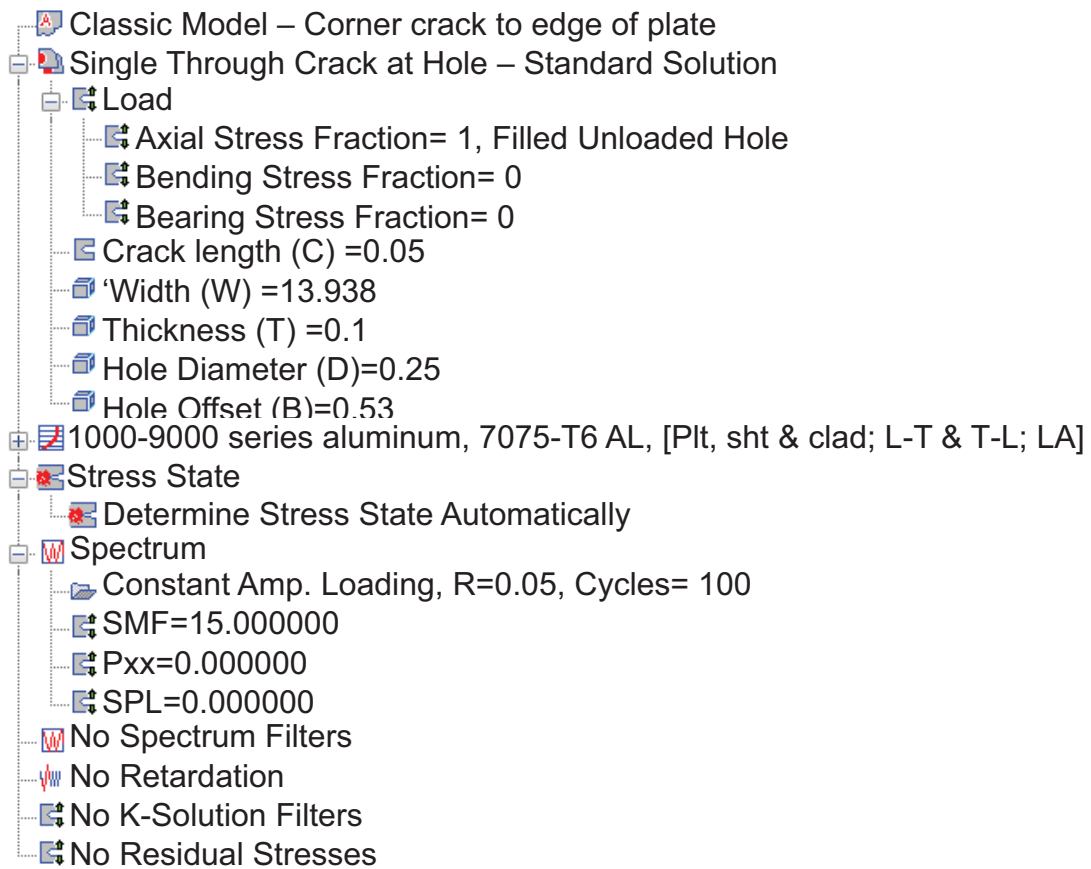 Classic Model – Corner crack to edge of plate
Single Through Crack at Hole – Standard Solution
Load
Axial Stress Fraction= 1, Filled Unloaded Hole
Bending Stress Fraction= 0
Bearing Stress Fraction= 0
Crack length (C) =0.05
‘Width (W) =13.938
Thickness (T) =0.1
Hole Diameter (D)=0.25
Hole Offset (B)=0.53
1000-9000 series aluminum, 7075-T6 AL, [Plt, sht & clad; L-T & T-L; LA]
Stress State
Determine Stress State Automatically
Spectrum
Constant Amp. Loading, R=0.05, Cycles= 100
SMF=15.000000
Pxx=0.000000
SPL=0.000000
No Spectrum Filters
No Retardation
No K-Solution Filters
No Residual Stresses